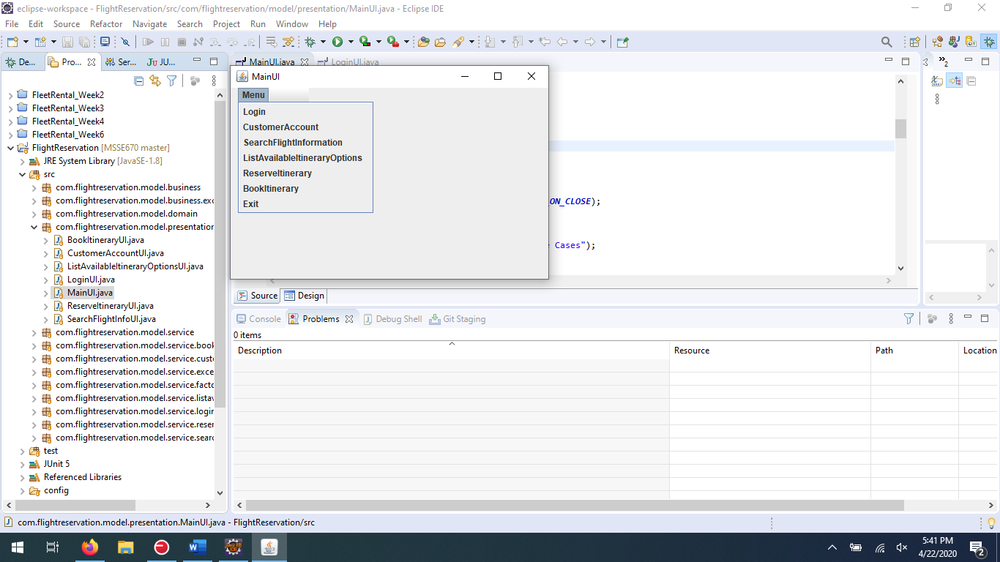 eclipse-workspace - FlightReservation/src/com/flightreservation/model/presentation/MainUI.java - Eclipse IDE
File Edit Source Refactor Navigate Search Project Run Window Help
De... Pro... Ser... JU...
MainUI.java LoginUI.java
2
MainUI
Menu
Login
CustomerAccount
SearchFlightInformation
ListAvailableItineraryOptions
ReserveItinerary
BookItinerary
Exit
ON_CLOSE);
Cases");
FleetRental_Week2
FleetRental_Week3
FleetRental_Week4
FleetRental_Week6
FlightReservation [MSSE670 master]
JRE System Library [JavaSE-1.8]
src
com.flightreservation.model.business
com.flightreservation.model.business.exc
com.flightreservation.model.domain
com.flightreservation.model.presentation
BookItineraryUI.java
CustomerAccountUI.java
ListAvailableItineraryOptionsUI.java
LoginUI.java
MainUI.java
ReserveItineraryUI.java
SearchFlightInfoUI.java
com.flightreservation.model.service
com.flightreservation.model.service.book
com.flightreservation.model.service.custo
com.flightreservation.model.service.exce
com.flightreservation.model.service.facto
com.flightreservation.model.service.listav
com.flightreservation.model.service.login
com.flightreservation.model.service.reser
com.flightreservation.model.service.searc
test
JUnit 5
Referenced Libraries
config
Source Design
Console Problems Debug Shell Git Staging
0 items
Description Resource Path Location
com.flightreservation.model.presentation.MainUI.java - FlightReservation/src
5:41 PM
4/22/2020
2